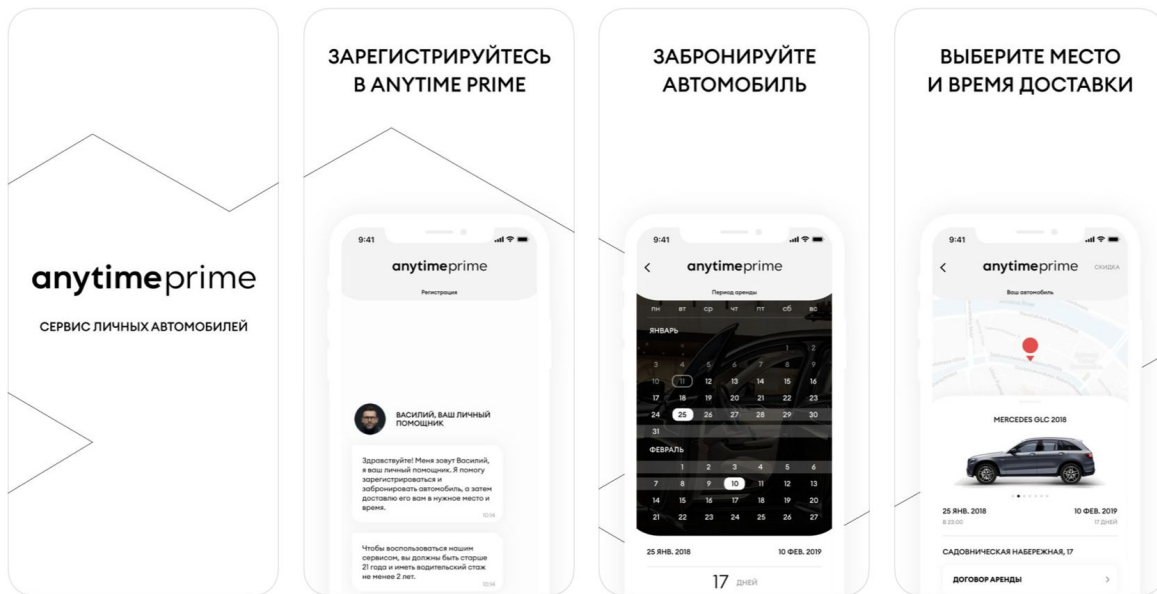 anytimeprime
СЕРВИС ЛИЧНЫХ АВТОМОБИЛЕЙ
ЗАРЕГИСТРИРУЙТЕСЬ
В ANYTIME PRIME
9:41
anytimeprime
Регистрация
ВАСИЛИЙ, ВАШ ЛИЧНЫЙ
ПОМОЩНИК
Здравствуйте! Меня зовут Василий,
я ваш личный помощник. Я помогу
зарегистрироваться и
забронировать автомобиль, а затем
доставлю его вам в нужное место и
время.
10:14
Чтобы воспользоваться нашим
сервисом, вы должны быть старше
21 года и иметь водительский стаж
не менее 2 лет.
10:14
ЗАБРОНИРУЙТЕ
АВТОМОБИЛЬ
9:41
anytimeprime
Период аренды
пн вт ср чт пт сб вс
ЯНВАРЬ
1 2
3 4 5 6 7 8 9
10 11 12 13 14 15 16
17 18 19 20 21 22 23
24 25 26 27 28 29 30
31
ФЕВРАЛЬ
1 2 3 4 5 6
7 8 9 10 11 12 13
14 15 16 17 18 19 20
21 22 23 24 25 26 27
25 ЯНВ. 2018 10 ФЕВ. 2019
17 ДНЕЙ
ВЫБЕРИТЕ МЕСТО
И ВРЕМЯ ДОСТАВКИ
9:41
anytimeprime СКИДКА
Ваш автомобиль
MERCEDES GLC 2018
25 ЯНВ. 2018 10 ФЕВ. 2019
В 23:00 17 ДНЕЙ
САДОВНИЧЕСКАЯ НАБЕРЕЖНАЯ, 17
ДОГОВОР АРЕНДЫ